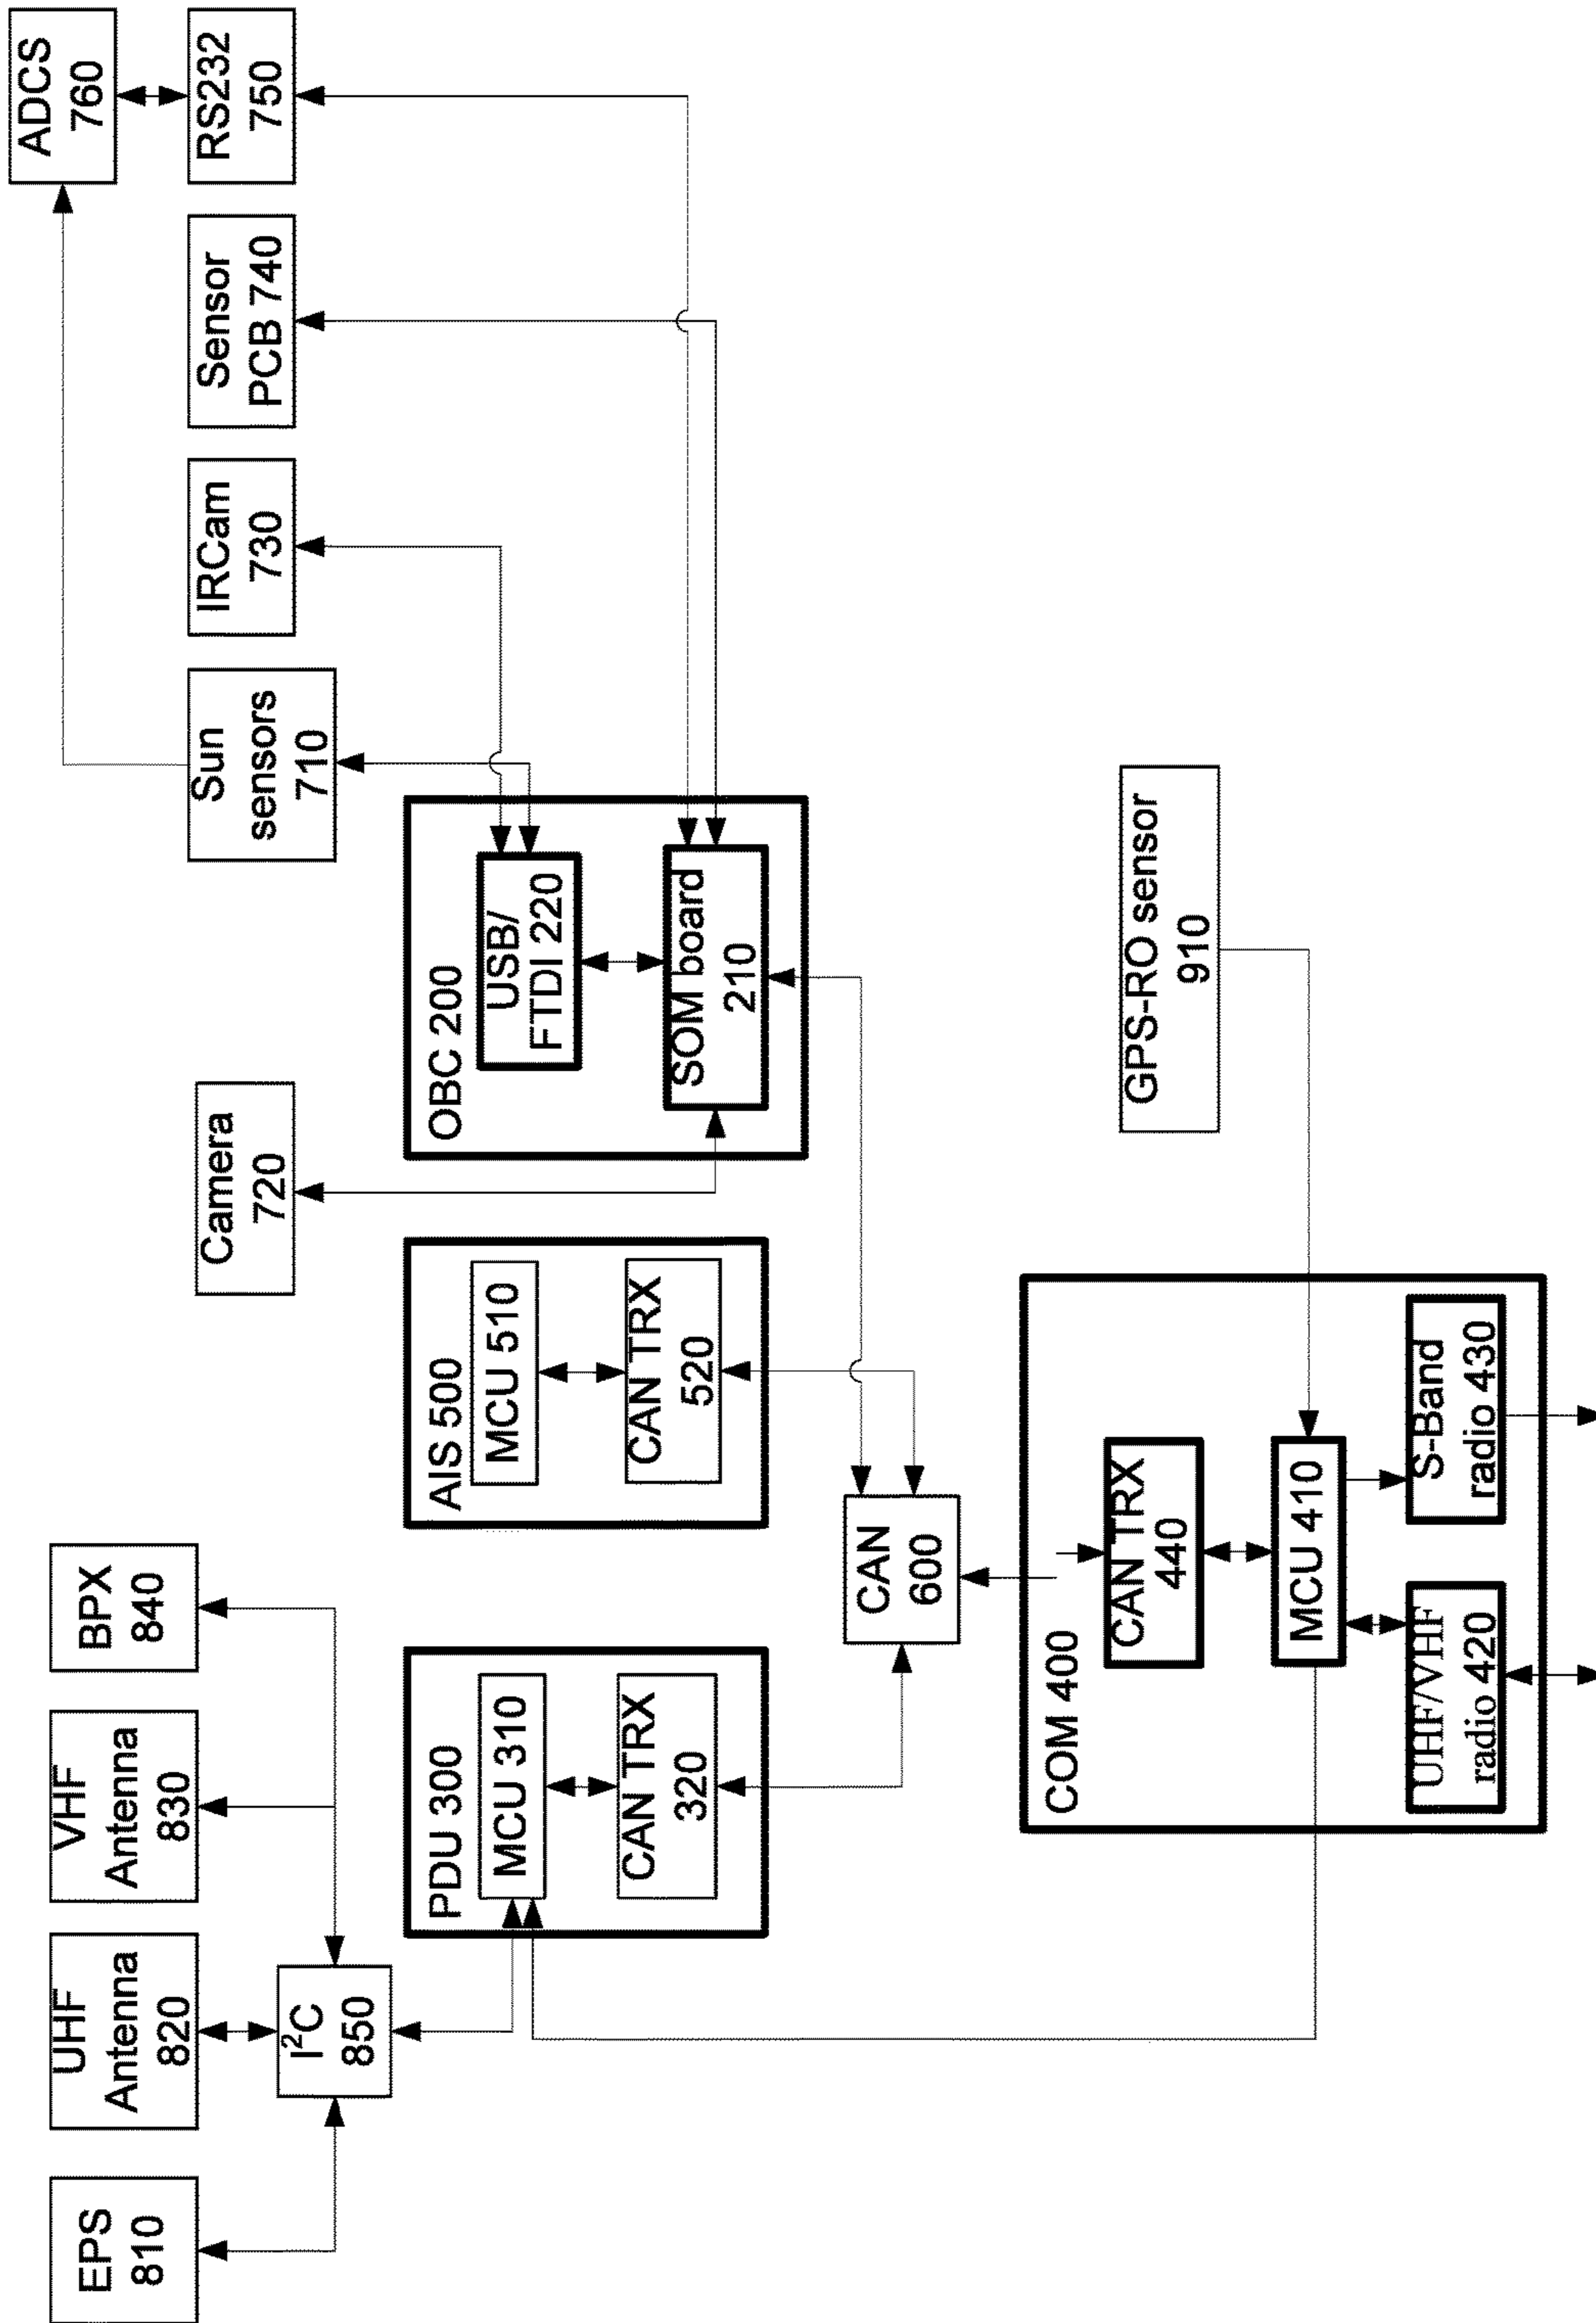 EPS
810
UHF
Antenna
820
VHF
Antenna
830
BPX
840
I²C
850
Camera
720
Sun
sensors
710
IRCam
730
Sensor
PCB 740
RS232
750
ADCS
760
PDU 300
MCU 310
CAN TRX
320
AIS 500
MCU 510
CAN TRX
520
OBC 200
USB/
FTDI 220
SOM board
210
CAN
600
COM 400
CAN TRX
440
MCU 410
UHF/VHF
radio 420
S-Band
radio 430
GPS-RO sensor
910